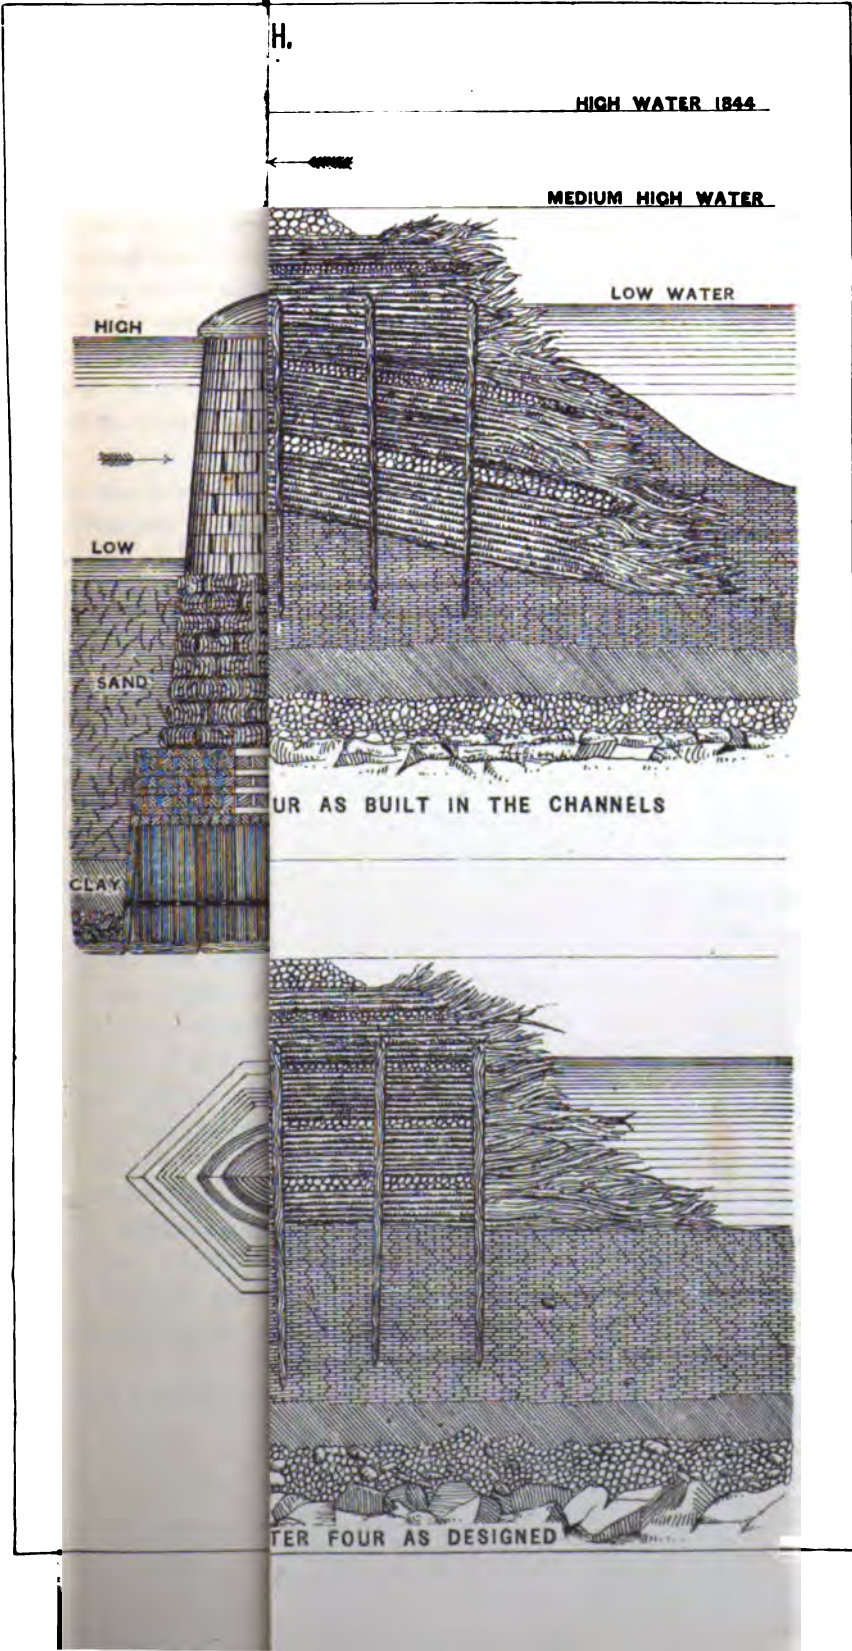 H.
HIGH WATER 1844
MEDIUM HIGH WATER
LOW WATER
HIGH
LOW
SAND
UR AS BUILT IN THE CHANNELS
CLAY
TER FOUR AS DESIGNED